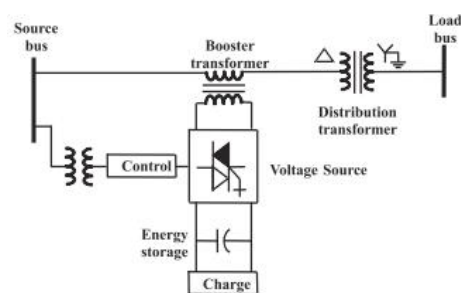 Source
bus
Booster
transformer
Load
bus
Distribution
transformer
Control
Voltage Source
Energy
storage
Charge